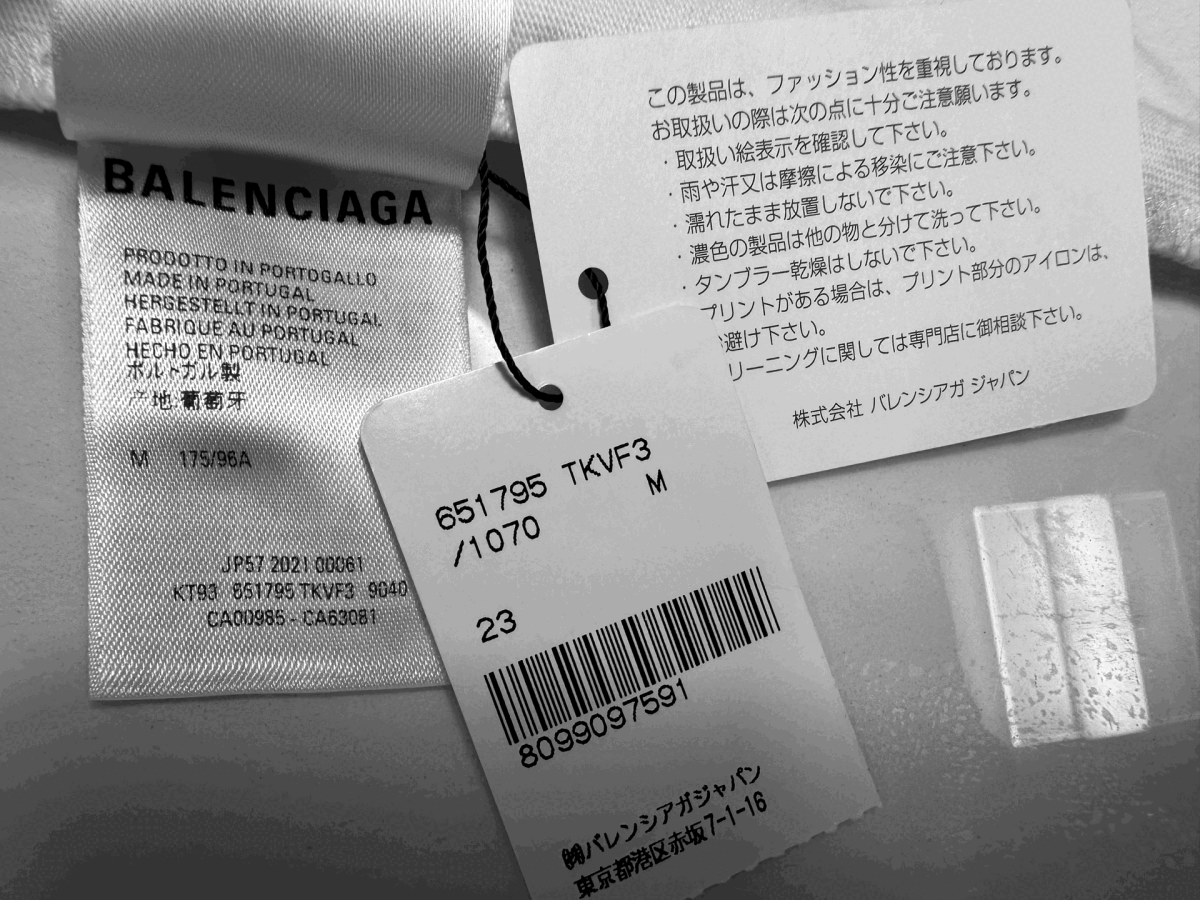 BALENCIAGA
PRODOTTO IN PORTOGALLO
MADE IN PORTUGAL
HERGESTELLT IN PORTUGAL
FABRIQUE AU PORTUGAL
HECHO EN PORTUGAL
ポルトガル製
产地:葡萄牙
M 175/96A
JP57 2021 00061
KT93 651795 TKVF3 9040
CA00985 - CA63081
この製品は、ファッション性を重視しております。
お取扱いの際は次の点に十分ご注意願います。
・取扱い絵表示を確認して下さい。
・雨や汗又は摩擦による移染にご注意下さい。
・濡れたまま放置しないで下さい。
・濃色の製品は他の物と分けて洗って下さい。
・タンブラー乾燥はしないで下さい。
プリントがある場合は、プリント部分のアイロンは、
避け下さい。
リーニングに関しては専門店に御相談下さい。
株式会社 バレンシアガ ジャパン
651795 TKVF3
/1070 M
23
8099097591
㈱バレンシアガジャパン
東京都港区赤坂7-1-16